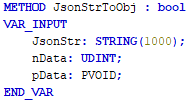 METHOD JsonStrToObj : bool
VAR_INPUT
JsonStr: STRING(1000);
nData: UDINT;
pData: PVOID;
END_VAR